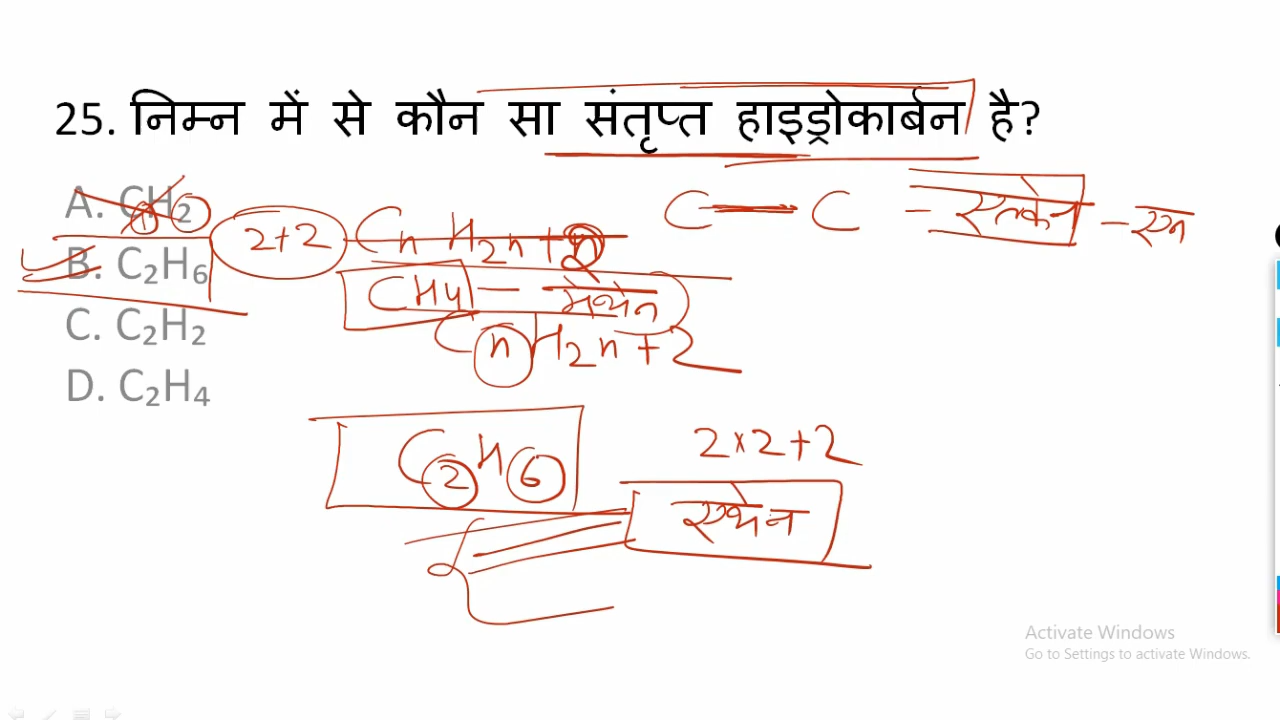 25. निम्न में से कौन सा संतृप्त हाइड्रोकार्बन है?
A. CH₂
B. C₂H₆
C. C₂H₂
D. C₂H₄
C — C = एल्केन – एन
2+2
CnH2n+2
CH4 — मेथेन
CnH2n+2
C2H6
2×2+2
एथेन
Activate Windows
Go to Settings to activate Windows.